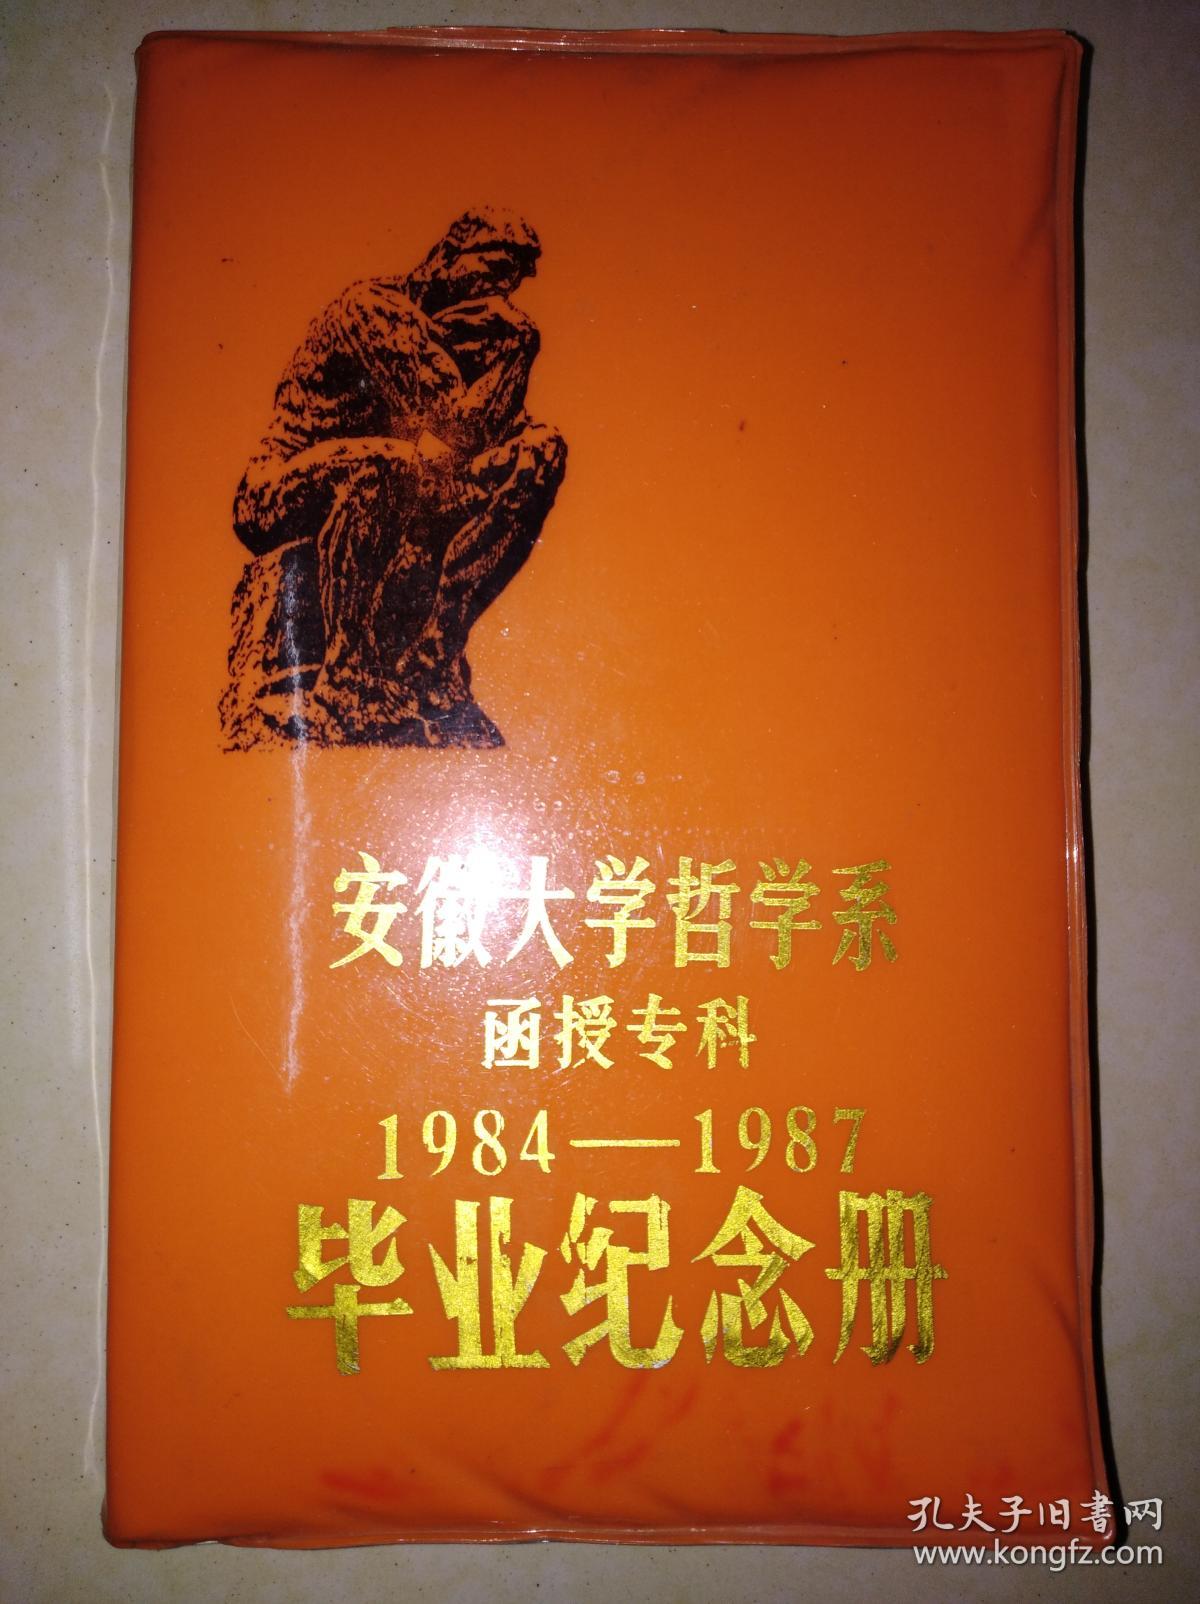 安徽大学哲学系
函授专科
1984—1987
毕业纪念册
孔夫子旧書网
www.kongfz.com